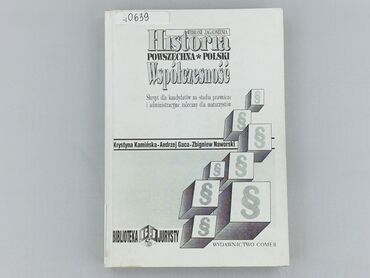 0639
WYBRANE ZAGADNIENIA
Historia
POWSZECHNA * POLSKI
Współczesność
Skrypt dla kandydatów na studia prawnicze
i administracyjne zalecany dla maturzystów
Krystyna Kamińska-Andrzej Gaca-Zbigniew Naworski
§
§
§
§
§
§
§
§
§
BIBLIOTEKA JURYSTY
WYDAWNICTWO COMER